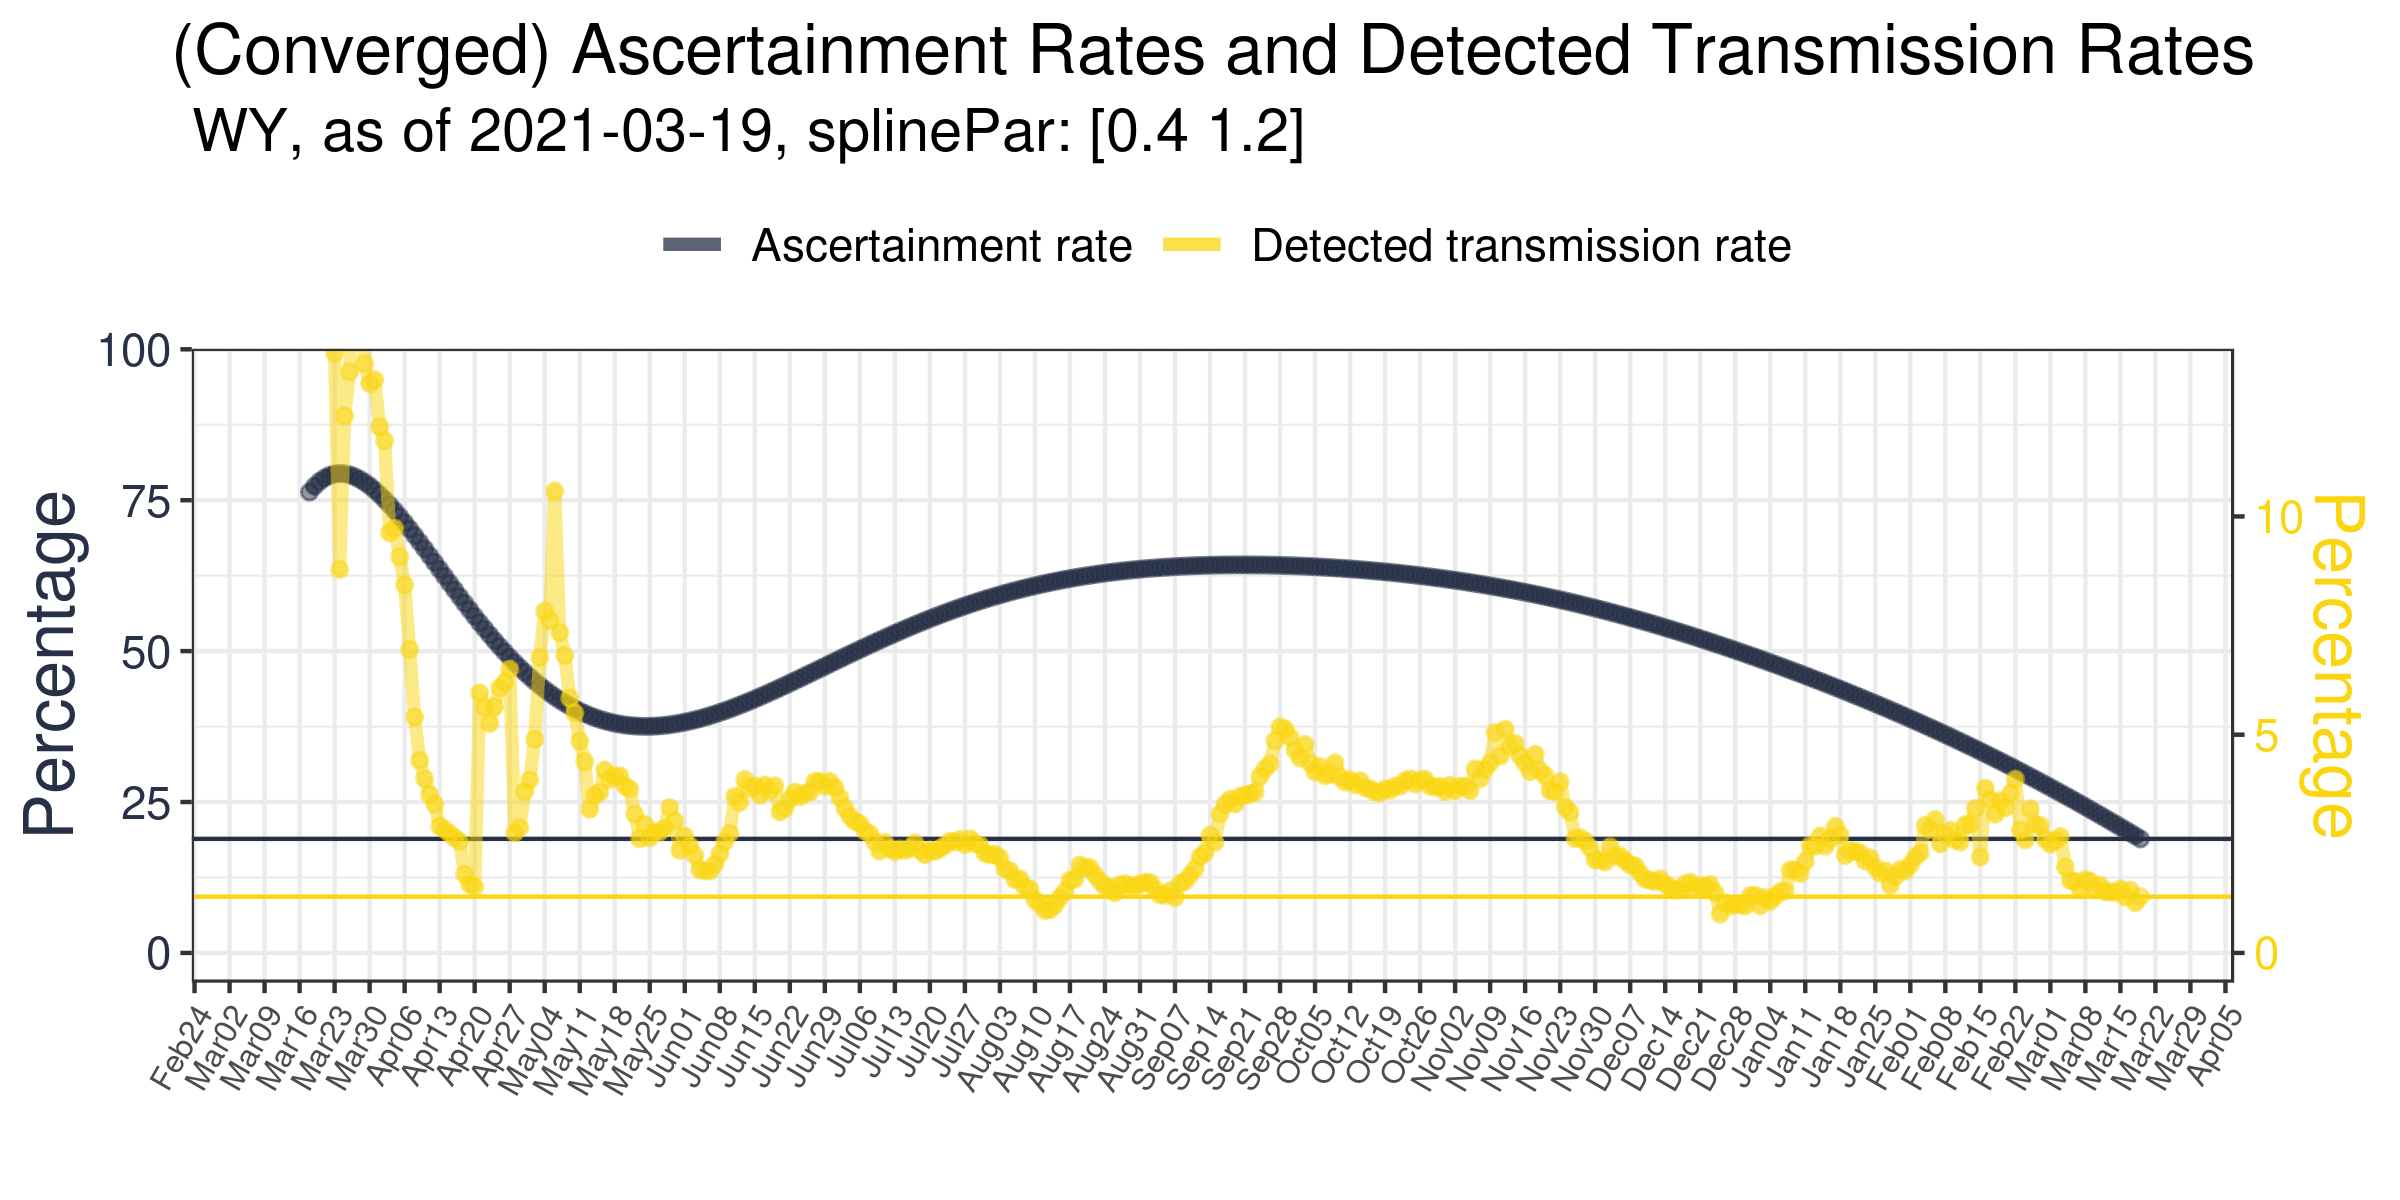 (Converged) Ascertainment Rates and Detected Transmission Rates
WY, as of 2021-03-19, splinePar: [0.4 1.2]
Ascertainment rate Detected transmission rate
Percentage
100
75
50
25
0
10
5
0
Percentage
Feb24 Mar02 Mar09 Mar16 Mar23 Mar30 Apr06 Apr13 Apr20 Apr27 May04 May11 May18 May25 Jun01 Jun08 Jun15 Jun22 Jun29 Jul06 Jul13 Jul20 Jul27 Aug03 Aug10 Aug17 Aug24 Aug31 Sep07 Sep14 Sep21 Sep28 Oct05 Oct12 Oct19 Oct26 Nov02 Nov09 Nov16 Nov23 Nov30 Dec07 Dec14 Dec21 Dec28 Jan04 Jan11 Jan18 Jan25 Feb01 Feb08 Feb15 Feb22 Mar01 Mar08 Mar15 Mar22 Mar29 Apr05